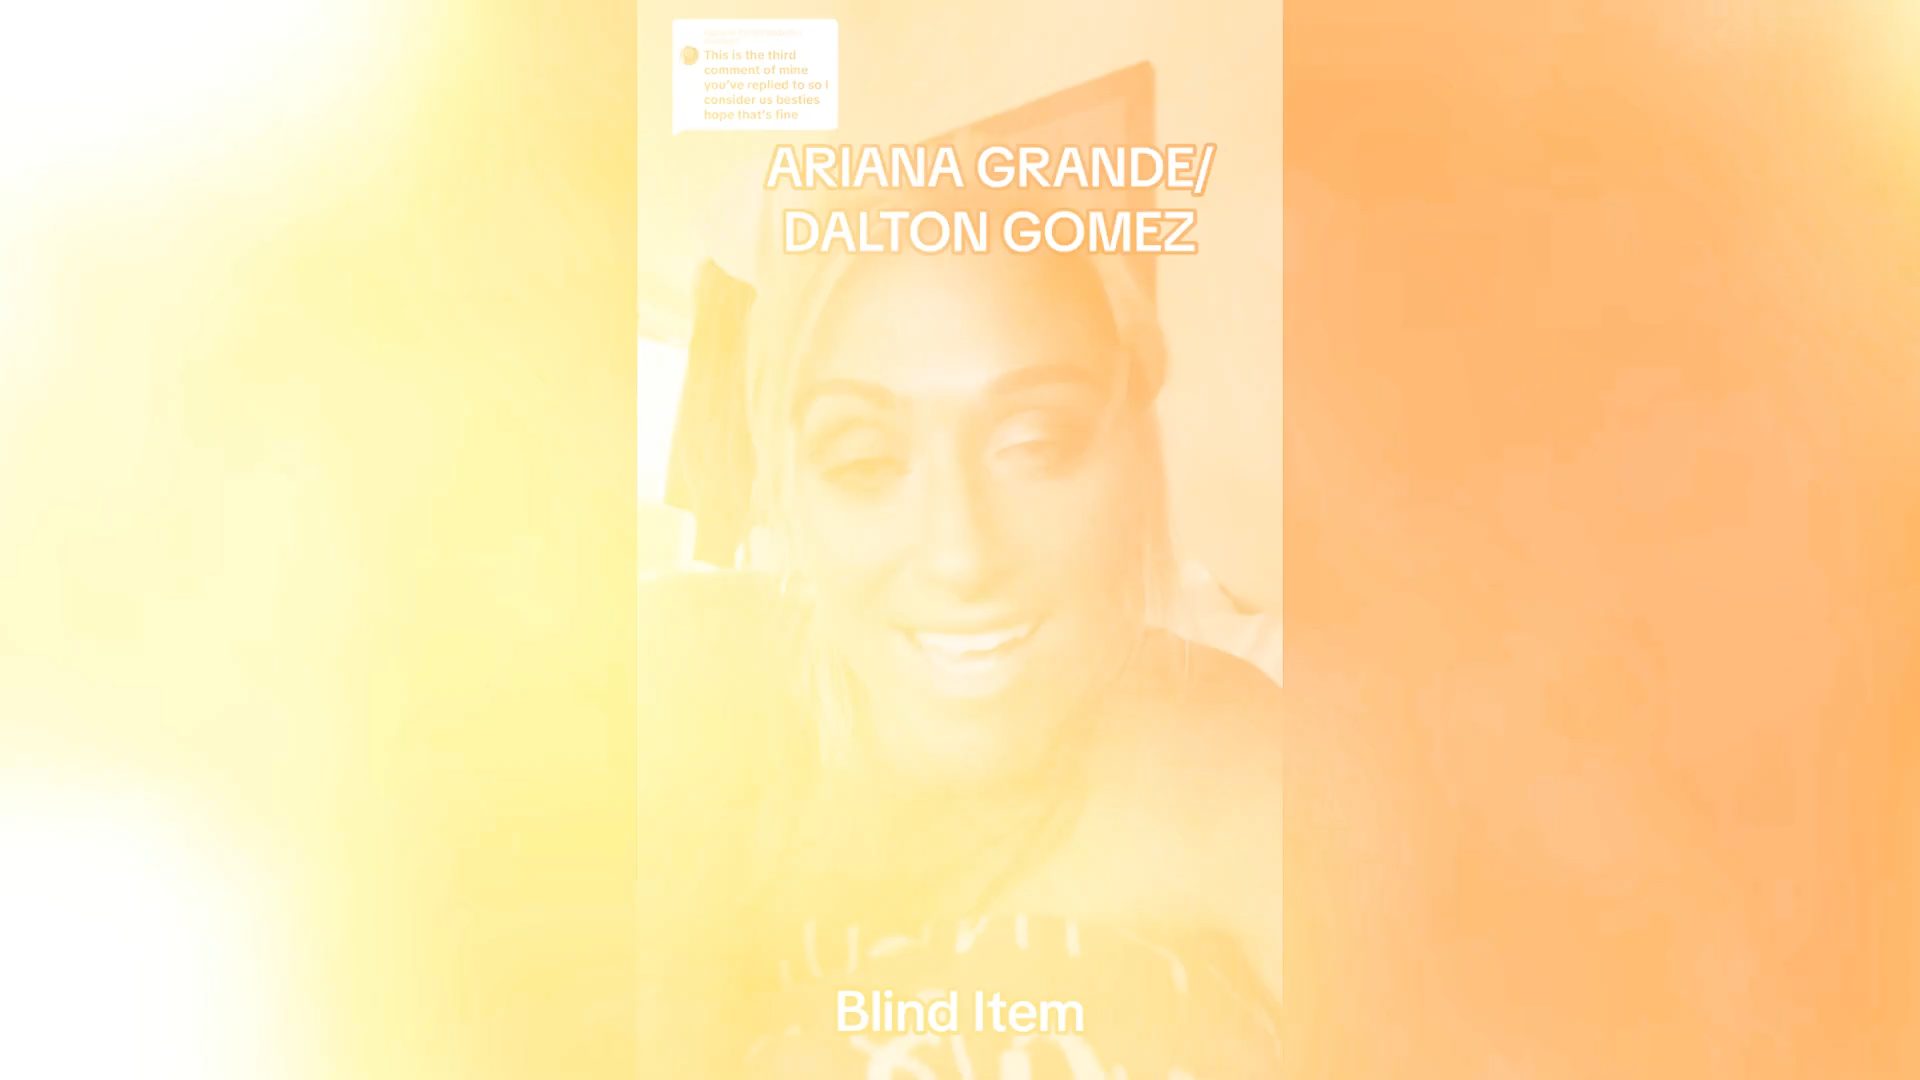 This is the third
comment of mine
you've replied to so I
consider us besties
hope that's fine
ARIANA GRANDE/
DALTON GOMEZ
Blind Item